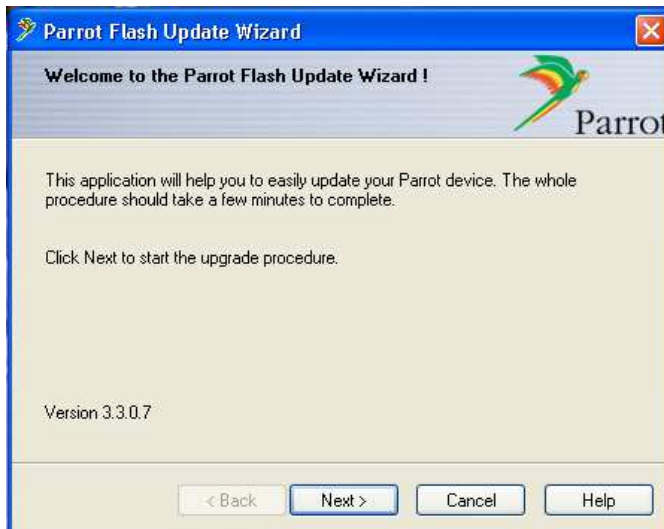 Parrot Flash Update Wizard
Welcome to the Parrot Flash Update Wizard !
Parrot
This application will help you to easily update your Parrot device. The whole
procedure should take a few minutes to complete.
Click Next to start the upgrade procedure.
Version 3.3.0.7
< Back
Next >
Cancel
Help